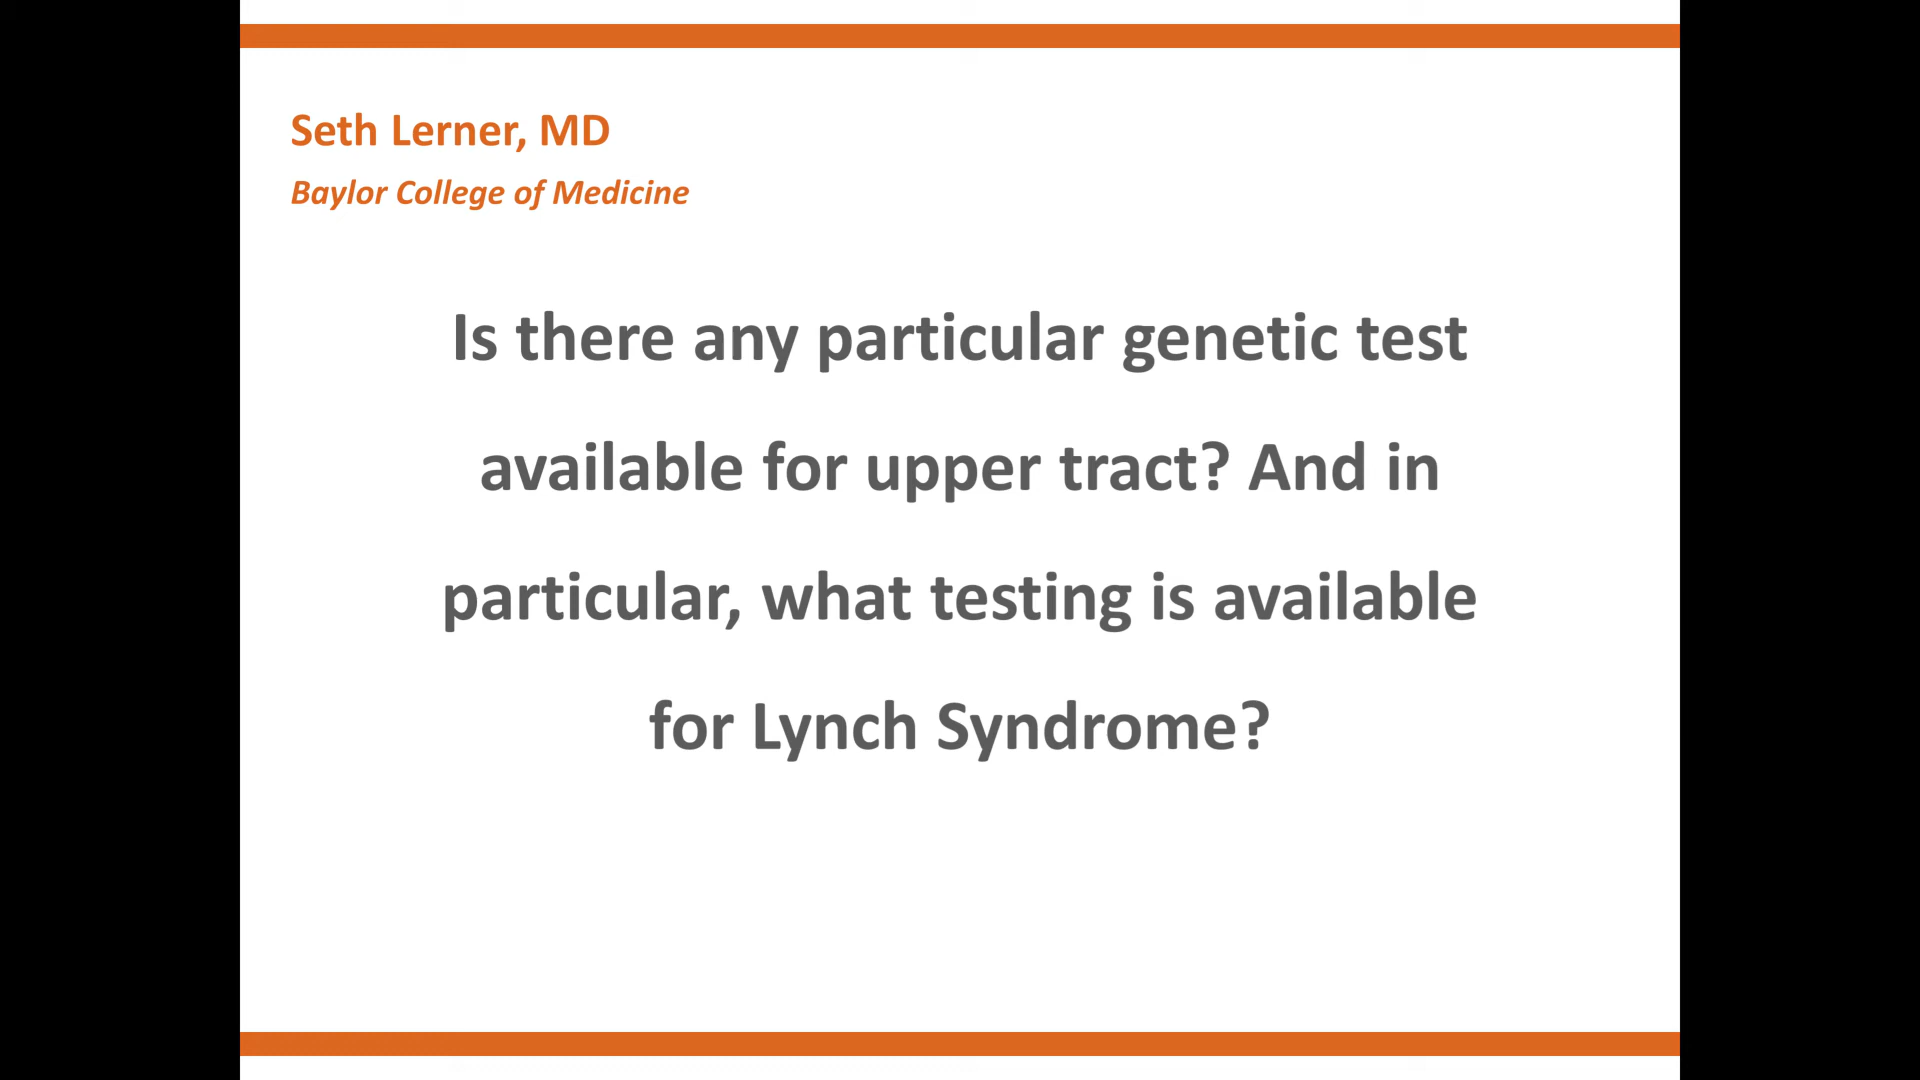 Seth Lerner, MD
Baylor College of Medicine
Is there any particular genetic test
available for upper tract? And in
particular, what testing is available
for Lynch Syndrome?